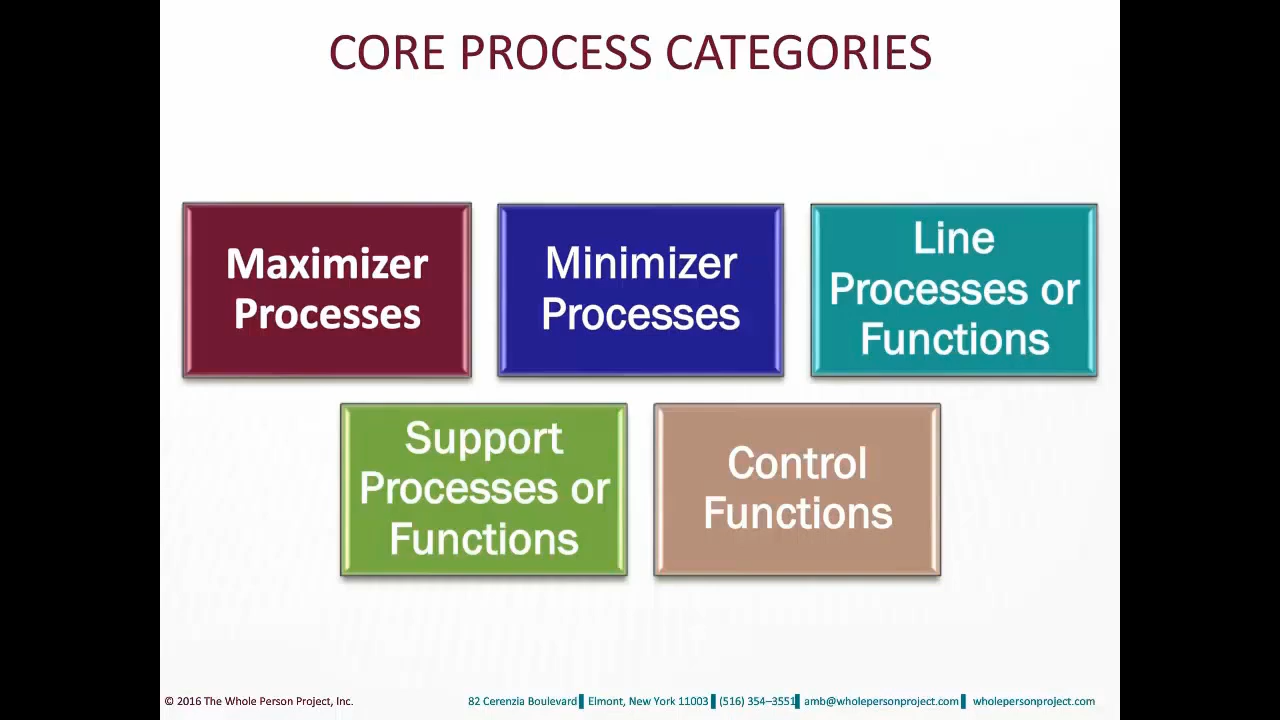 CORE PROCESS CATEGORIES
Maximizer
Processes
Minimizer
Processes
Line
Processes or
Functions
Support
Processes or
Functions
Control
Functions
© 2016 The Whole Person Project, Inc.
82 Cerenzia Boulevard▐ Elmont, New York 11003▐ (516) 354–3551▐ amb@wholepersonproject.com▐ wholepersonproject.com